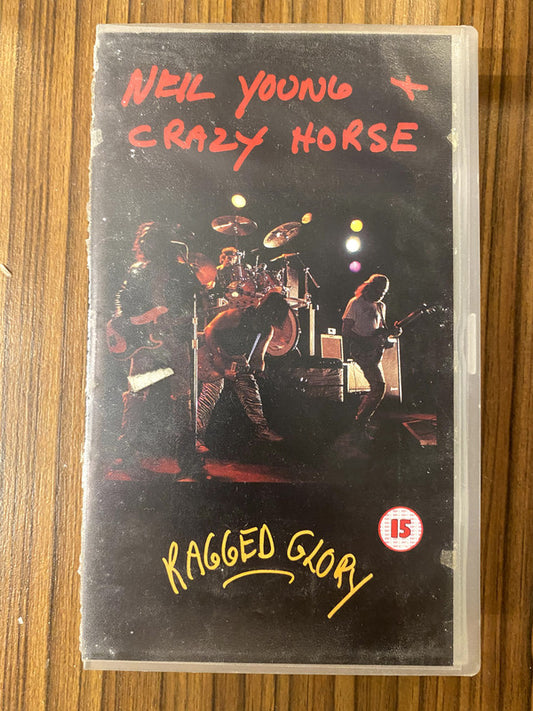 NEIL YOUNG +
CRAZY HORSE
15
RAGGED GLORY